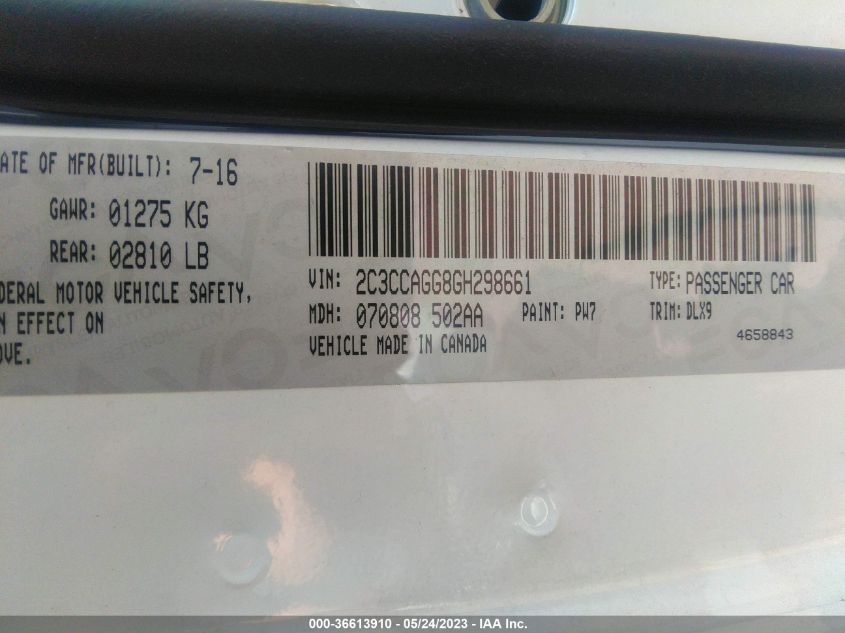 ATE OF MFR(BUILT): 7-16
GAWR: 01275 KG
REAR: 02810 LB
DERAL MOTOR VEHICLE SAFETY,
N EFFECT ON
OVE.
VIN: 2C3CCAGG8GH298661 TYPE: PASSENGER CAR
MDH: 070808 502AA PAINT: PW7 TRIM: DLX9
VEHICLE MADE IN CANADA 4658843
000-36613910 - 05/24/2023 - IAA Inc.